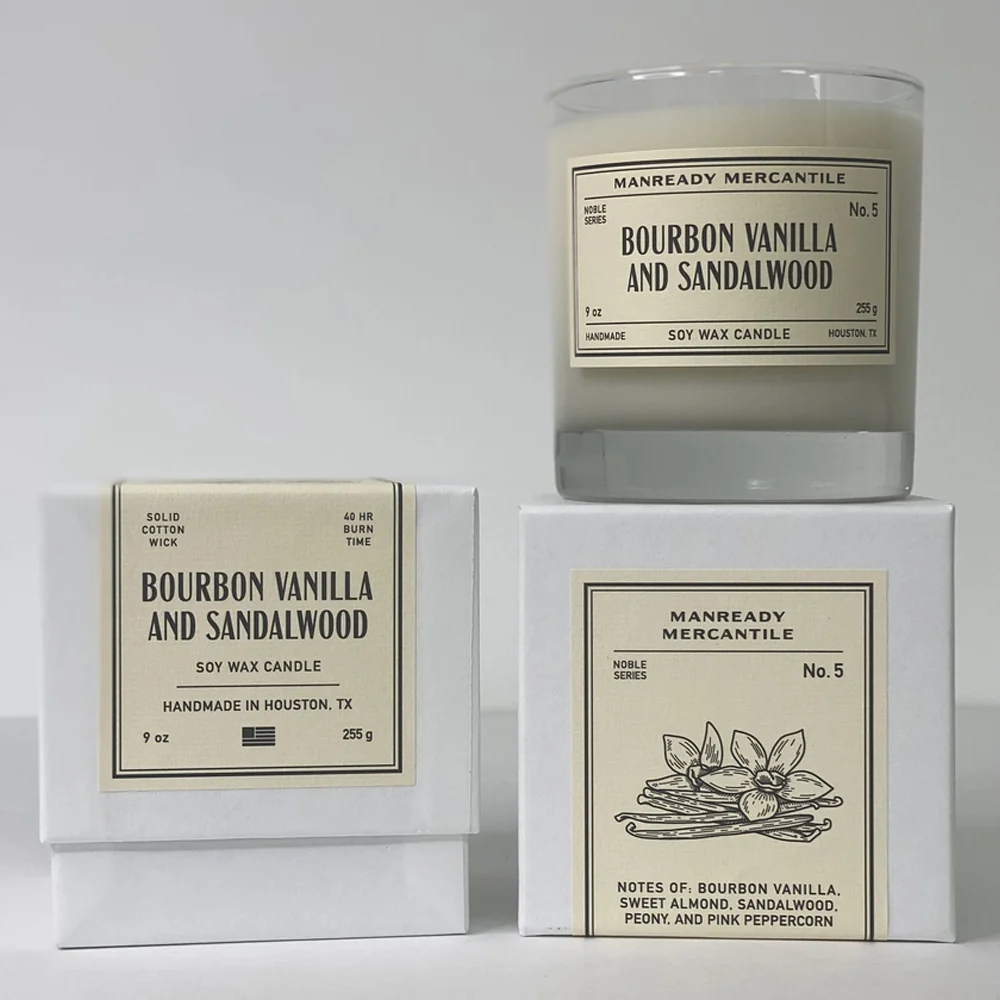 MANREADY MERCANTILE
NOBLE
SERIES
No. 5
BOURBON VANILLA
AND SANDALWOOD
9 oz
255 g
HANDMADE
SOY WAX CANDLE
HOUSTON, TX
SOLID
COTTON
WICK
40 HR
BURN
TIME
BOURBON VANILLA
AND SANDALWOOD
SOY WAX CANDLE
HANDMADE IN HOUSTON, TX
9 oz
255 g
MANREADY
MERCANTILE
NOBLE
SERIES
No. 5
NOTES OF: BOURBON VANILLA,
SWEET ALMOND, SANDALWOOD,
PEONY, AND PINK PEPPERCORN